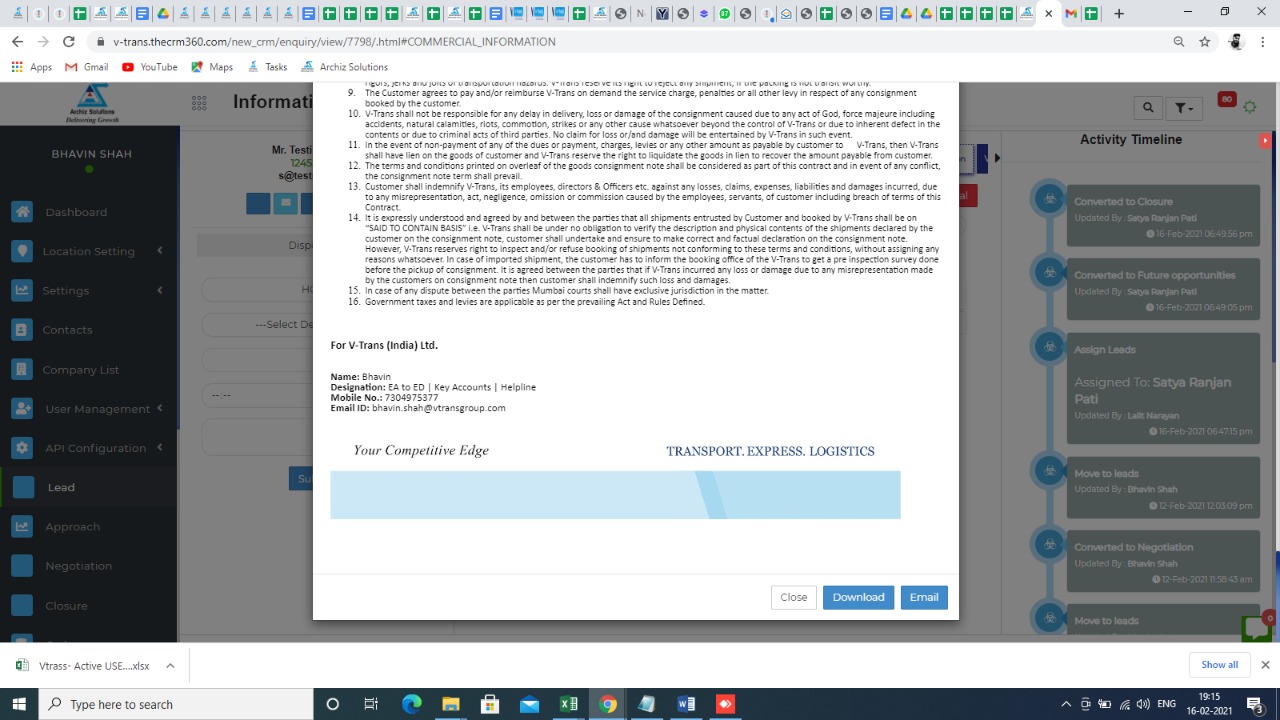 v-trans.thecrm360.com/new_crm/enquiry/view/7798/.html#COMMERCIAL_INFORMATION
Apps
Gmail
YouTube
Maps
Tasks
Archiz Solutions
Archiz Solutions
Delivering Growth
Informati
80
BHAVIN SHAH
Dashboard
Location Setting
Settings
Contacts
Company List
User Management
API Configuration
Lead
Approach
Negotiation
Closure
Mr. Testi
1245
s@test
Disp
HO
---Select De
--:--
Su
rigors, jerks and jolts of transportation hazards. V-Trans reserve its right to reject any shipment, if the packing is not transit worthy.
9. The Customer agrees to pay and/or reimburse V-Trans on demand the service charge, penalties or all other levy in respect of any consignment
booked by the customer.
10. V-Trans shall not be responsible for any delay in delivery, loss or damage of the consignment caused due to any act of God, force majeure including
accidents, natural calamities, riots, commotion, strikes or any other cause whatsoever beyond the control of V-Trans or due to inherent defect in the
contents or due to criminal acts of third parties. No claim for loss or/and damage will be entertained by V-Trans in such event.
11. In the event of non-payment of any of the dues or payment, charges, levies or any other amount as payable by customer to V-Trans, then V-Trans
shall have lien on the goods of customer and V-Trans reserve the right to liquidate the goods in lien to recover the amount payable from customer.
12. The terms and conditions printed on overleaf of the goods consignment note shall be considered as part of this contract and in event of any conflict,
the consignment note term shall prevail.
13. Customer shall indemnify V-Trans, its employees, directors & Officers etc. against any losses, claims, expenses, liabilities and damages incurred, due
to any misrepresentation, act, negligence, omission or commission caused by the employees, servants, of customer including breach of terms of this
Contract.
14. It is expressly understood and agreed by and between the parties that all shipments entrusted by Customer and booked by V-Trans shall be on
“SAID TO CONTAIN BASIS” i.e. V-Trans shall be under no obligation to verify the description and physical contents of the shipments declared by the
customer on the consignment note, customer shall undertake and ensure to make correct and factual declaration on the consignment note.
However, V-Trans reserves right to inspect and/or refuse booking of shipments not conforming to these terms and conditions, without assigning any
reasons whatsoever. In case of imported shipment, the customer has to inform the booking office of the V-Trans to get a pre inspection survey done
before the pickup of consignment. It is agreed between the parties that if V-Trans incurred any loss or damage due to any misrepresentation made
by the customers on consignment note then customer shall indemnify such loss and damages.
15. In case of any dispute between the parties Mumbai courts shall have exclusive jurisdiction in the matter.
16. Government taxes and levies are applicable as per the prevailing Act and Rules Defined.
For V-Trans (India) Ltd.
Name: Bhavin
Designation: EA to ED | Key Accounts | Helpline
Mobile No.: 7304975377
Email ID: bhavin.shah@vtransgroup.com
Your Competitive Edge
TRANSPORT. EXPRESS. LOGISTICS
Close
Download
Email
Activity Timeline
Converted to Closure
Updated By : Satya Ranjan Pati
16-Feb-2021 06:49:56 pm
Converted to Future opportunities
Updated By : Satya Ranjan Pati
16-Feb-2021 06:49:05 pm
Assign Leads
Assigned To: Satya Ranjan
Pati
Updated By : Lalit Narayan
16-Feb-2021 06:47:15 pm
Move to leads
Updated By : Bhavin Shah
12-Feb-2021 12:03:09 pm
Converted to Negotiation
Updated By : Bhavin Shah
12-Feb-2021 11:58:43 am
Move to leads
0
Vtrass- Active USE....xlsx
Show all
Type here to search
ENG
19:15
16-02-2021
3